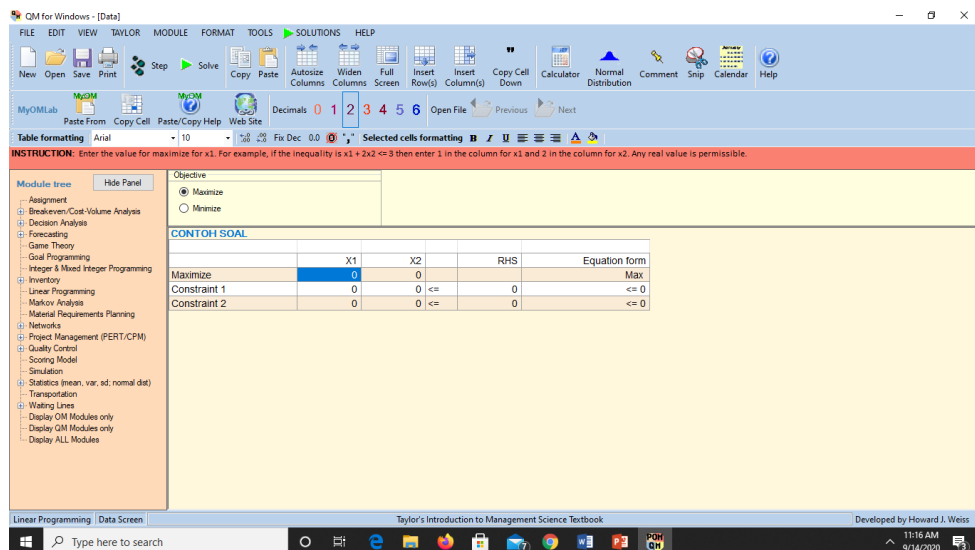 QM for Windows - [Data]
FILE EDIT VIEW TAYLOR MODULE FORMAT TOOLS SOLUTIONS HELP
New Open Save Print Step Solve Copy Paste Autosize Columns Widen Columns Full Screen Insert Row(s) Insert Column(s) Copy Cell Down Calculator Normal Distribution Comment Snip Calendar Help
MyOMLab MyOM Paste From Copy Cell MyOM Paste/Copy Help Web Site Decimals 0 1 2 3 4 5 6 Open File Previous Next
Table formatting Arial 10 Fix Dec 0.0 0 "," Selected cells formatting B I U A
INSTRUCTION: Enter the value for maximize for x1. For example, if the inequality is x1 + 2x2 <= 3 then enter 1 in the column for x1 and 2 in the column for x2. Any real value is permissible.
Module tree Hide Panel
Assignment
Breakeven/Cost-Volume Analysis
Decision Analysis
Forecasting
Game Theory
Goal Programming
Integer & Mixed Integer Programming
Inventory
Linear Programming
Markov Analysis
Material Requirements Planning
Networks
Project Management (PERT/CPM)
Quality Control
Scoring Model
Simulation
Statistics (mean, var, sd; normal dist)
Transportation
Waiting Lines
Display OM Modules only
Display QM Modules only
Display ALL Modules
Objective
Maximize
Minimize
CONTOH SOAL
X1 X2 RHS Equation form
Maximize 0 0 Max
Constraint 1 0 0 <= 0 <= 0
Constraint 2 0 0 <= 0 <= 0
Linear Programming Data Screen Taylor's Introduction to Management Science Textbook Developed by Howard J. Weiss
Type here to search
POM QM
11:16 AM
9/14/2020